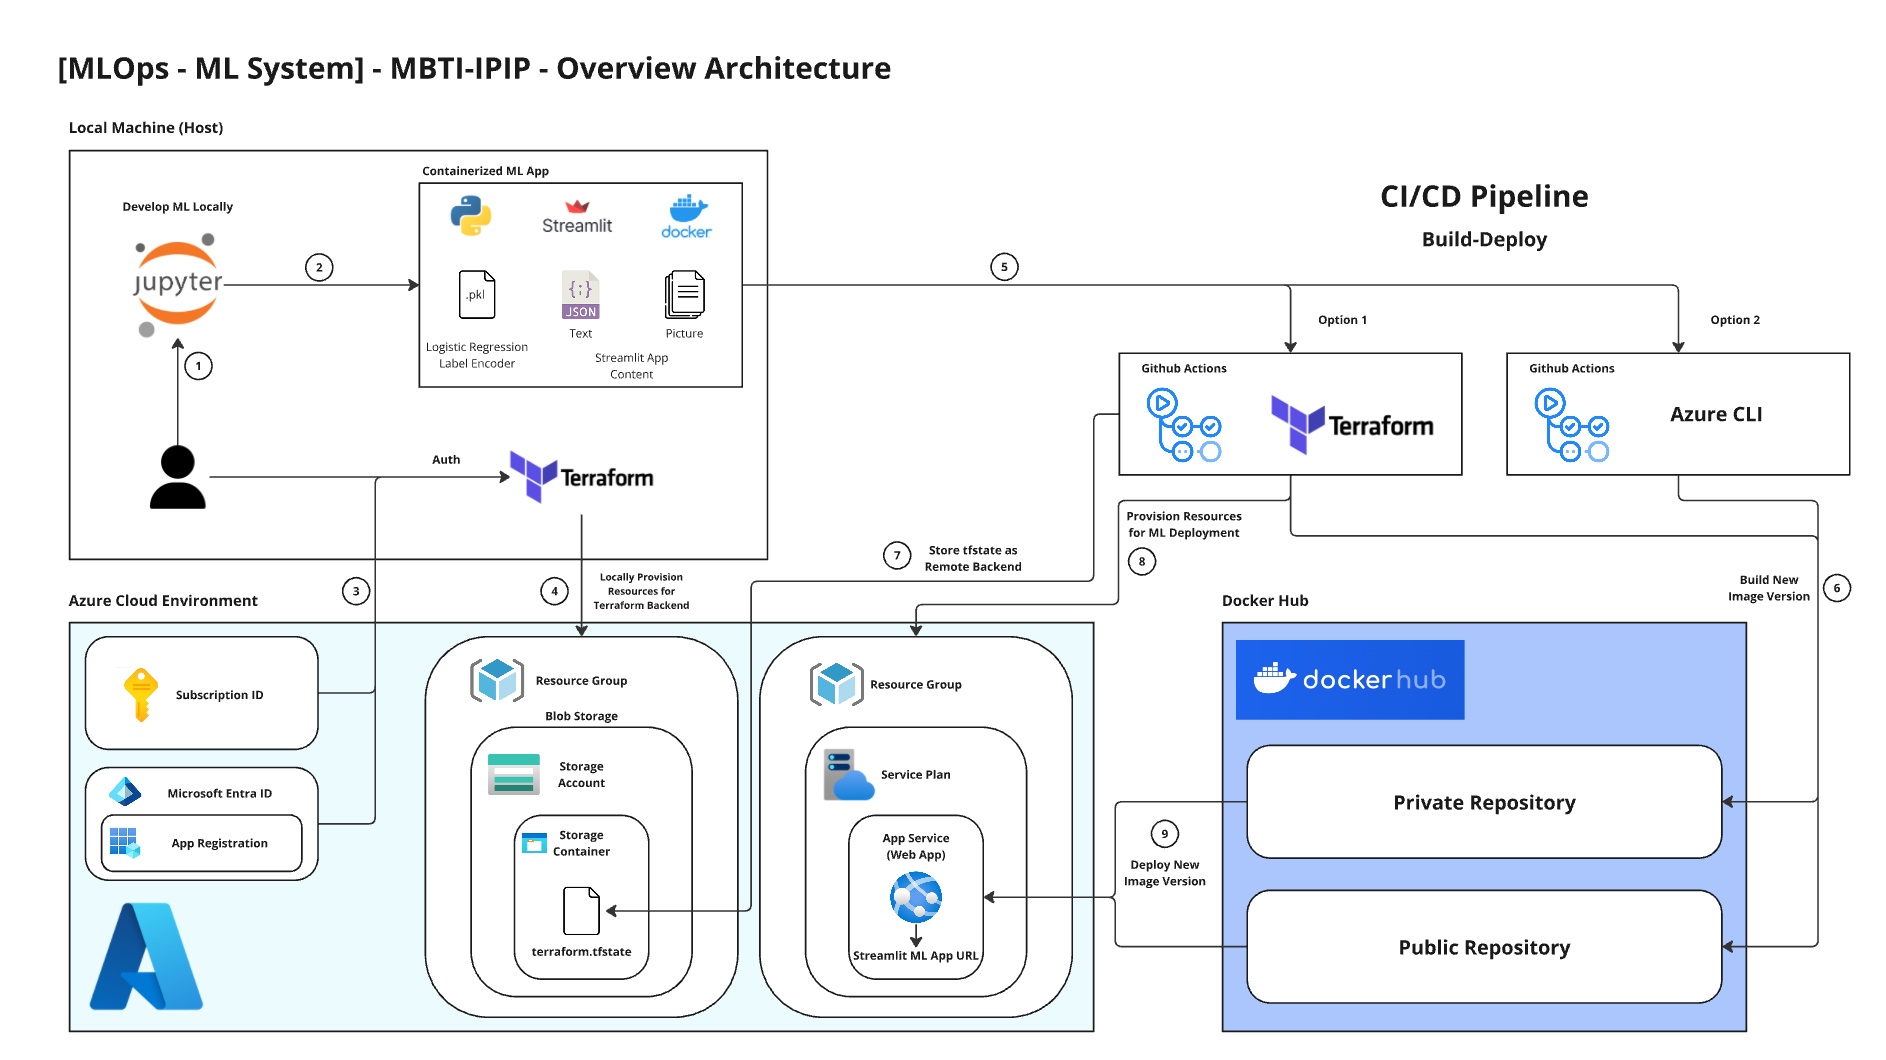 [MLOps - ML System] - MBTI-IPIP - Overview Architecture
Local Machine (Host)
Containerized ML App
Develop ML Locally
jupyter
Streamlit
docker
.pkl
{;}
JSON
Text
Picture
Logistic Regression
Label Encoder
Streamlit App
Content
1
2
Auth
Terraform
CI/CD Pipeline
Build-Deploy
5
Option 1
Option 2
Github Actions
Terraform
Github Actions
Azure CLI
Provision Resources
for ML Deployment
8
7
Store tfstate as
Remote Backend
3
4
Locally Provision
Resources for
Terraform Backend
Build New
Image Version
6
Azure Cloud Environment
Subscription ID
Microsoft Entra ID
App Registration
Resource Group
Blob Storage
Storage
Account
Storage
Container
terraform.tfstate
Resource Group
Service Plan
App Service
(Web App)
Streamlit ML App URL
9
Deploy New
Image Version
Docker Hub
dockerhub
Private Repository
Public Repository